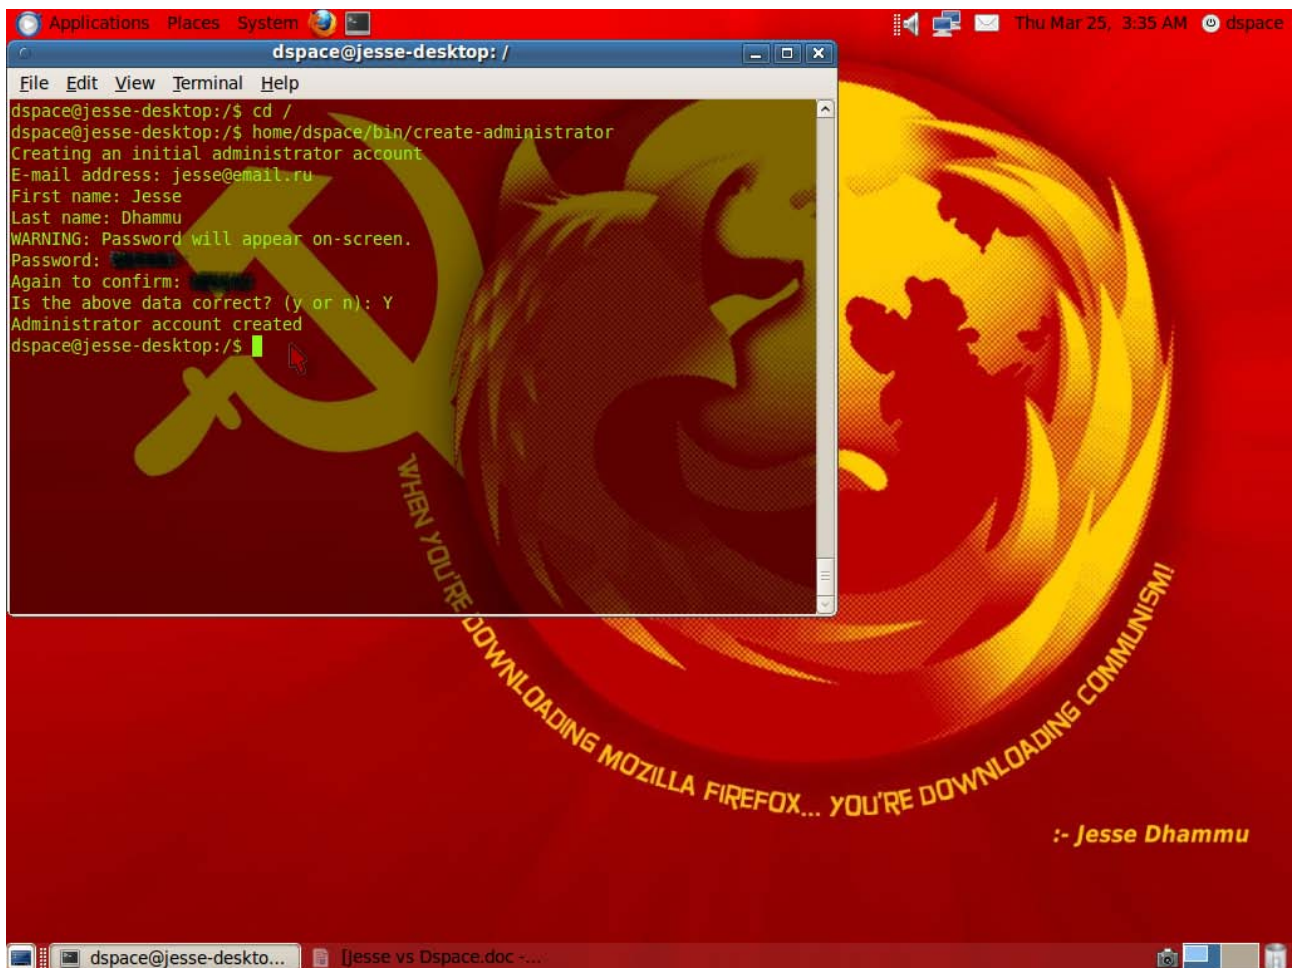 Applications Places System
Thu Mar 25, 3:35 AM dspace
dspace@jesse-desktop: /
File Edit View Terminal Help
dspace@jesse-desktop:/$ cd /
dspace@jesse-desktop:/$ home/dspace/bin/create-administrator
Creating an initial administrator account
E-mail address: jesse@email.ru
First name: Jesse
Last name: Dhammu
WARNING: Password will appear on-screen.
Password:
Again to confirm:
Is the above data correct? (y or n): Y
Administrator account created
dspace@jesse-desktop:/$
WHEN YOU'RE DOWNLOADING MOZILLA FIREFOX... YOU'RE DOWNLOADING COMMUNISM!
:- Jesse Dhammu
dspace@jesse-deskto...
[Jesse vs Dspace.doc -...